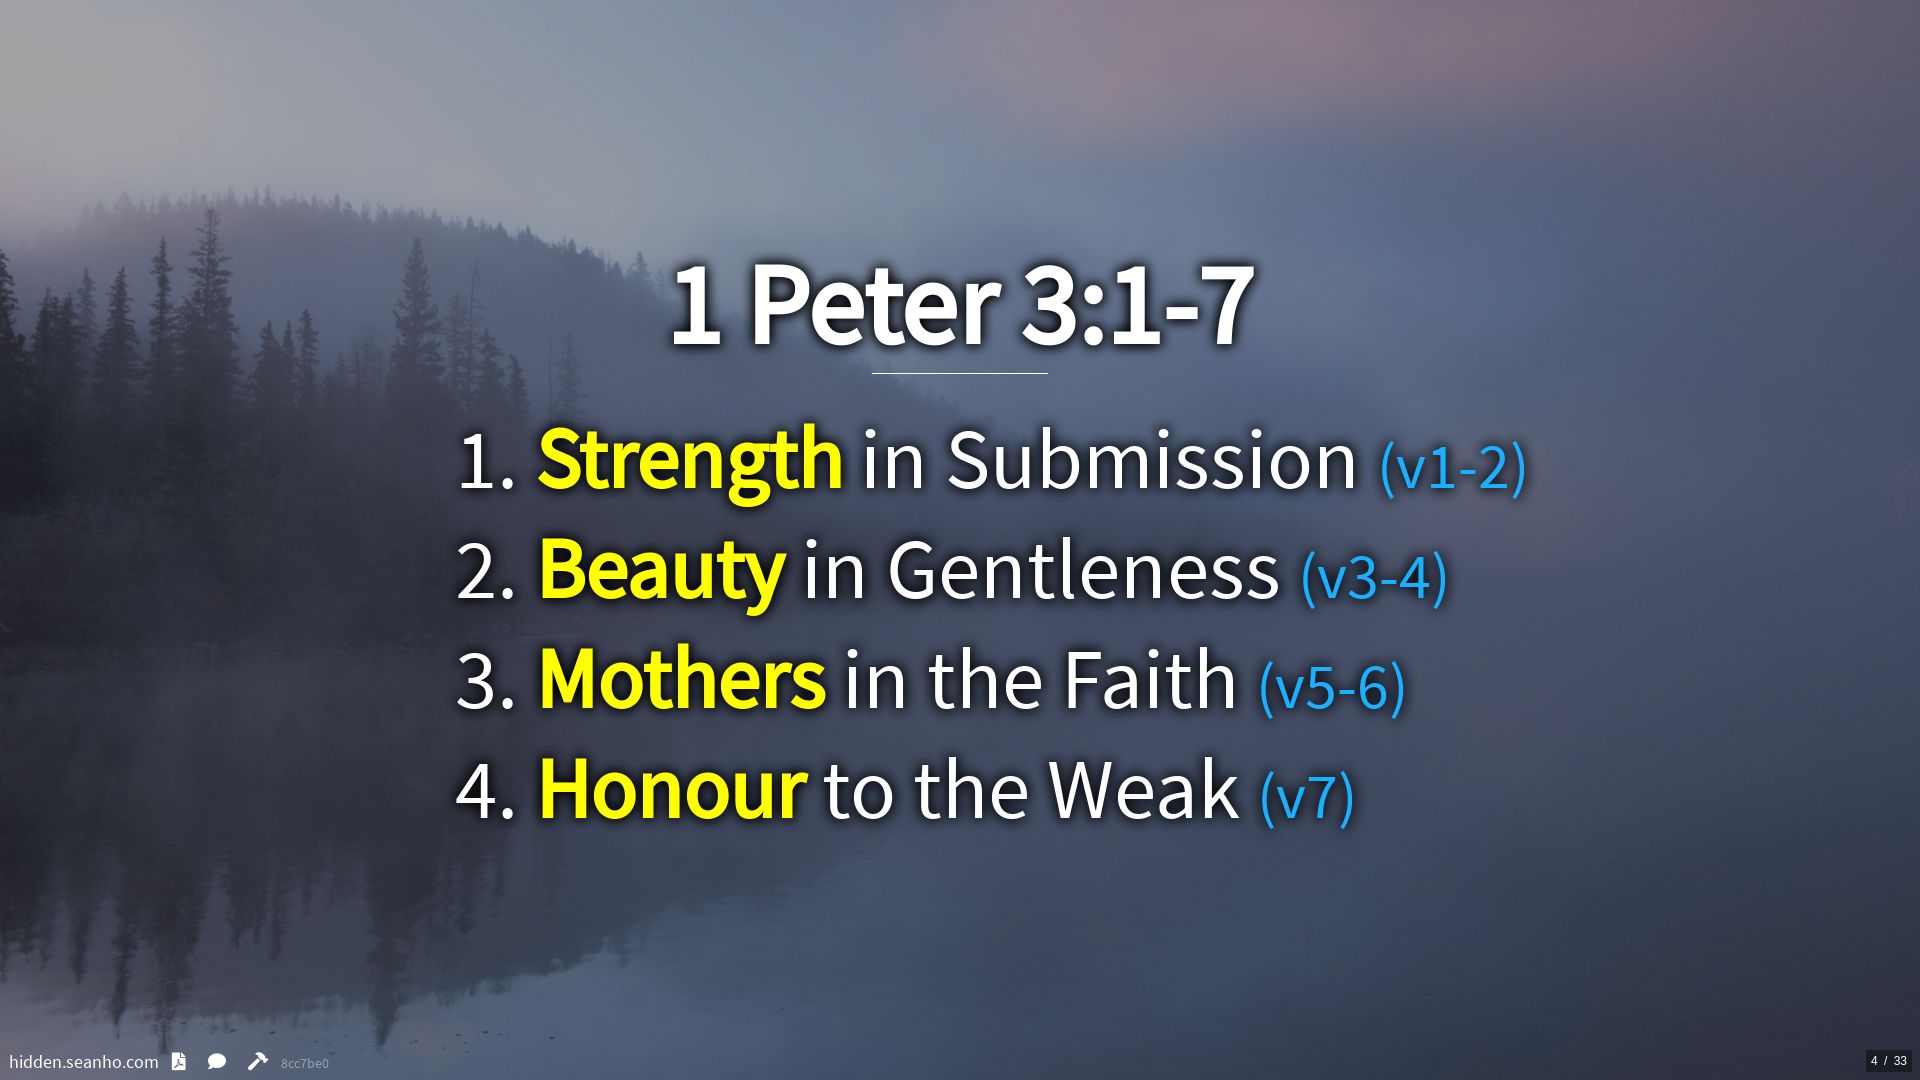 1 Peter 3:1-7
1. Strength in Submission (v1-2)
2. Beauty in Gentleness (v3-4)
3. Mothers in the Faith (v5-6)
4. Honour to the Weak (v7)
hidden.seanho.com 8cc7be0
4 / 33